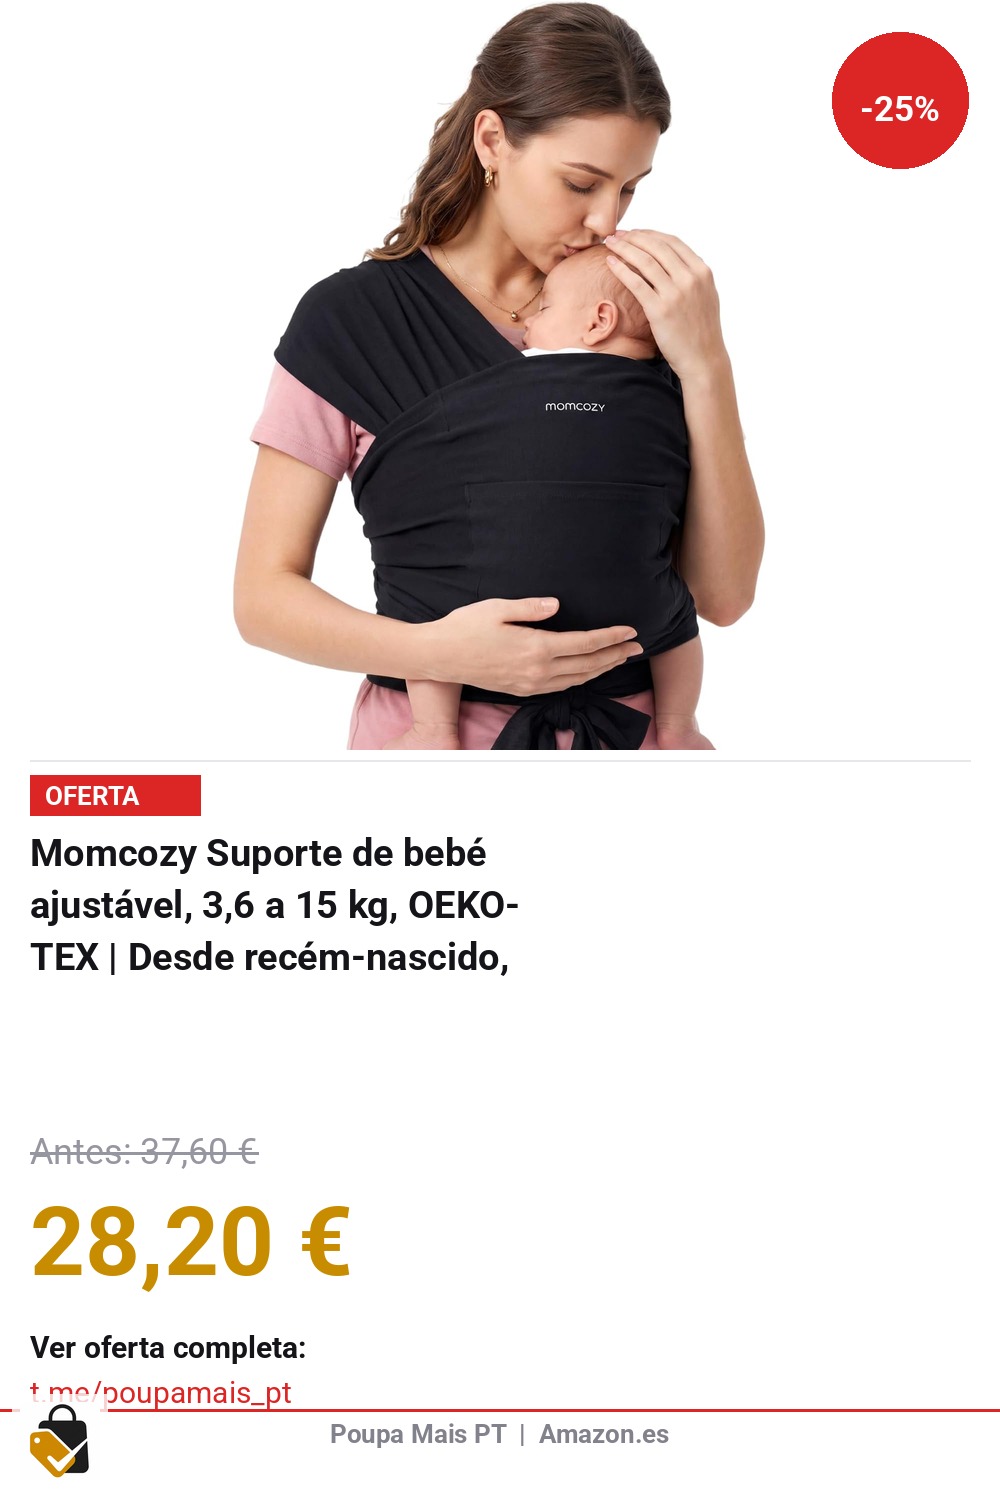 -25%
momcozy
OFERTA
Momcozy Suporte de bebé
ajustável, 3,6 a 15 kg, OEKO-
TEX | Desde recém-nascido,
Antes: 37,60 €
28,20 €
Ver oferta completa:
t.me/poupamais_pt
Poupa Mais PT | Amazon.es